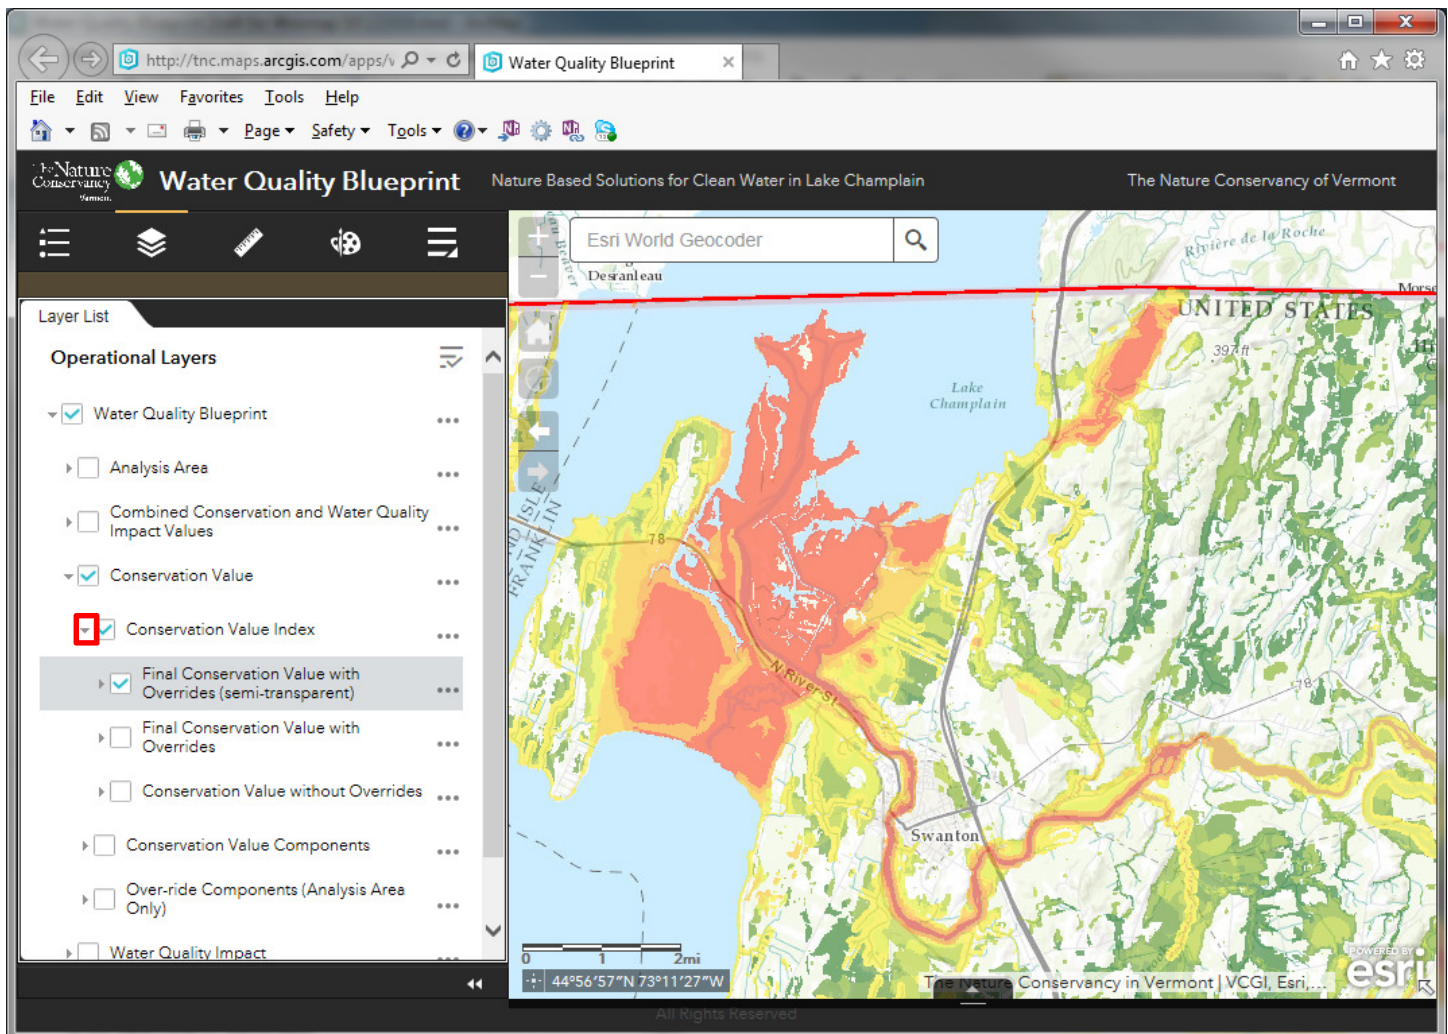 http://tnc.maps.arcgis.com/apps/v
Water Quality Blueprint
File Edit View Favorites Tools Help
Page Safety Tools
The Nature
Conservancy
Vermont
Water Quality Blueprint
Nature Based Solutions for Clean Water in Lake Champlain
The Nature Conservancy of Vermont
Layer List
Operational Layers
Water Quality Blueprint
Analysis Area
Combined Conservation and Water Quality
Impact Values
Conservation Value
Conservation Value Index
Final Conservation Value with
Overrides (semi-transparent)
Final Conservation Value with
Overrides
Conservation Value without Overrides
Conservation Value Components
Over-ride Components (Analysis Area
Only)
Water Quality Impact
Esri World Geocoder
Desranleau
Rivière de la Roche
UNITED STATES
397 ft
Lake
Champlain
FRANKLIN
78
N River St
78
Swanton
0 1 2mi
44°56'57"N 73°11'27"W
The Nature Conservancy in Vermont | VCGI, Esri,...
POWERED BY
esri
All Rights Reserved